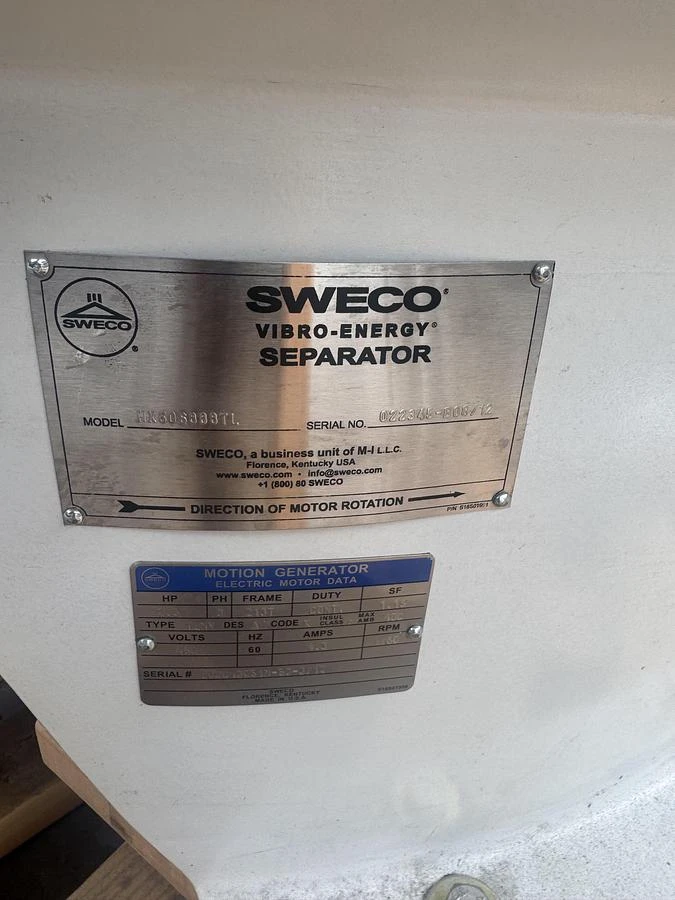 SWECO®
VIBRO-ENERGY®
SEPARATOR
SWECO
®
MODEL
SERIAL NO.
SWECO, a business unit of M-I L.L.C.
Florence, Kentucky USA
www.sweco.com • info@sweco.com
+1 (800) 80 SWECO
DIRECTION OF MOTOR ROTATION
P/N
SWECO
MOTION GENERATOR
ELECTRIC MOTOR DATA
HP PH FRAME DUTY SF
TYPE DES CODE INSUL CLASS MAX AMB
VOLTS HZ AMPS RPM
60
SERIAL #
SWECO
FLORENCE, KENTUCKY
MADE IN U.S.A.